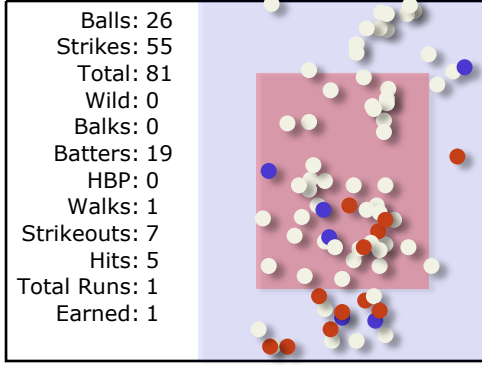 Balls: 26
Strikes: 55
Total: 81
Wild: 0
Balks: 0
Batters: 19
HBP: 0
Walks: 1
Strikeouts: 7
Hits: 5
Total Runs: 1
Earned: 1